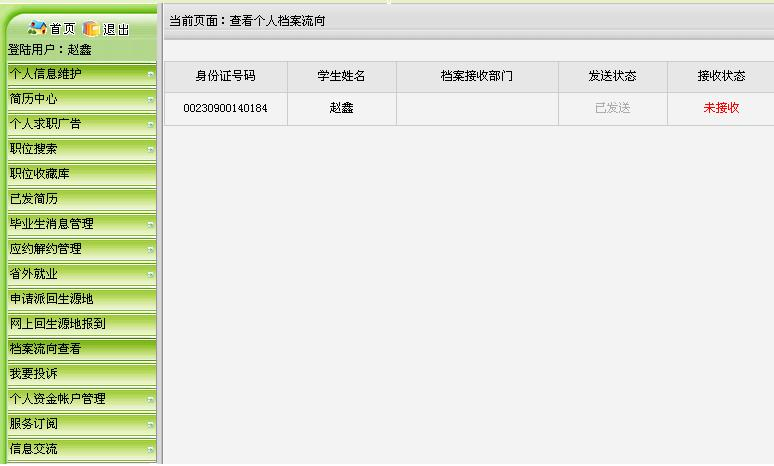 首页 退出
登陆用户：赵鑫
个人信息维护
简历中心
个人求职广告
职位搜索
职位收藏库
已发简历
毕业生消息管理
应约解约管理
省外就业
申请派回生源地
网上回生源地报到
档案流向查看
我要投诉
个人资金帐户管理
服务订阅
信息交流
当前页面：查看个人档案流向
身份证号码 学生姓名 档案接收部门 发送状态 接收状态
00230900140184 赵鑫 已发送 未接收